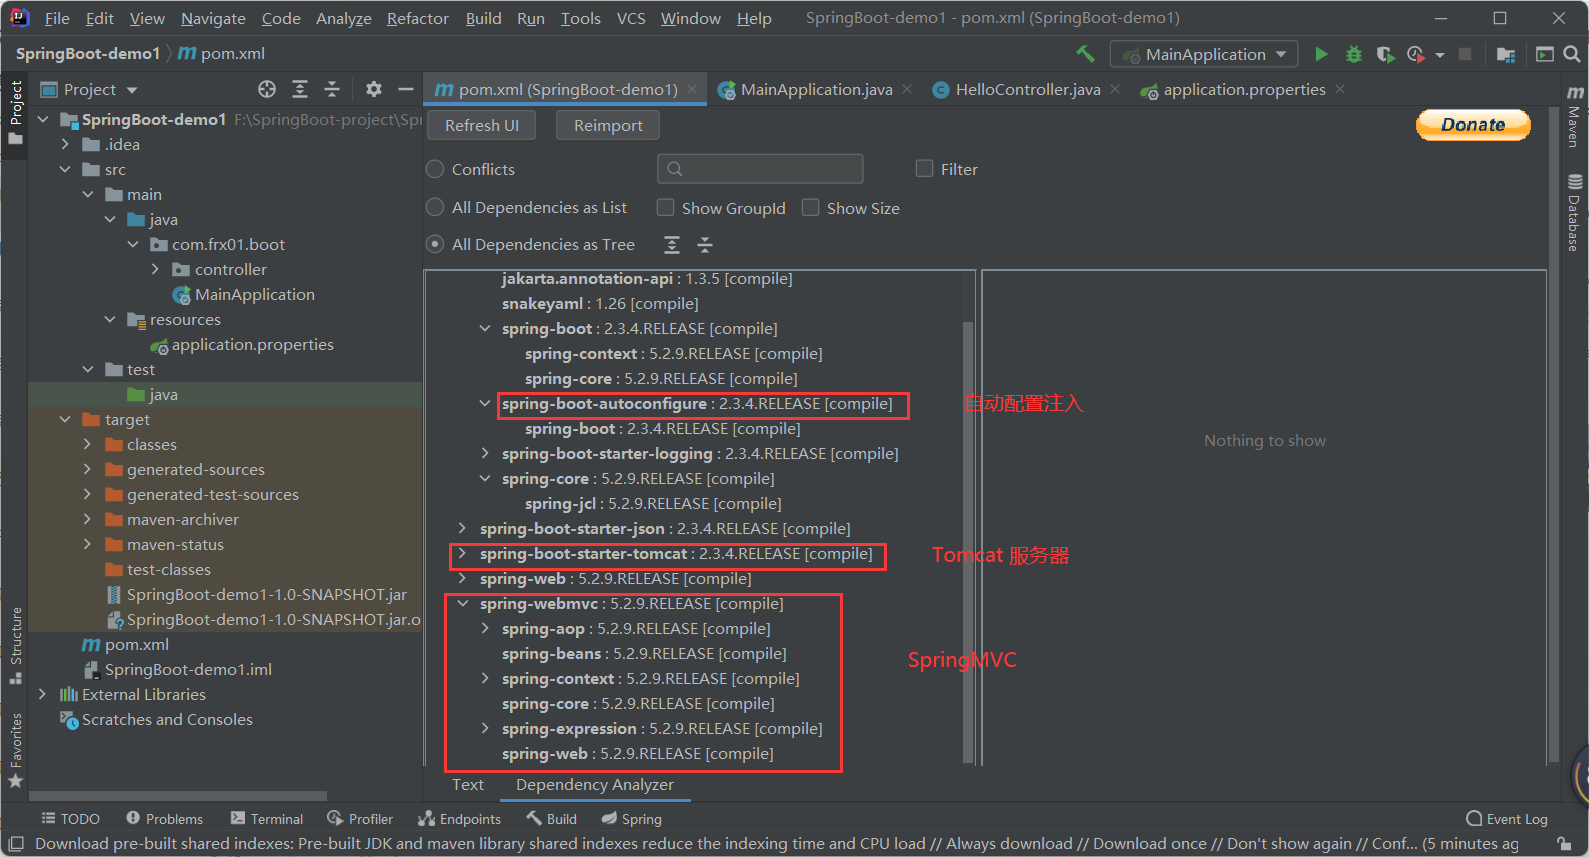 File Edit View Navigate Code Analyze Refactor Build Run Tools VCS Window Help SpringBoot-demo1 - pom.xml (SpringBoot-demo1)
SpringBoot-demo1 pom.xml MainApplication
Project
Project
pom.xml (SpringBoot-demo1) MainApplication.java HelloController.java application.properties
Maven
Database
SpringBoot-demo1 F:\SpringBoot-project\Spr
.idea
src
main
java
com.frx01.boot
controller
MainApplication
resources
application.properties
test
java
target
classes
generated-sources
generated-test-sources
maven-archiver
maven-status
test-classes
SpringBoot-demo1-1.0-SNAPSHOT.jar
SpringBoot-demo1-1.0-SNAPSHOT.jar.o
pom.xml
SpringBoot-demo1.iml
External Libraries
Scratches and Consoles
Structure
Favorites
Refresh UI Reimport Donate
Conflicts Filter
All Dependencies as List Show GroupId Show Size
All Dependencies as Tree
jakarta.annotation-api : 1.3.5 [compile]
snakeyaml : 1.26 [compile]
spring-boot : 2.3.4.RELEASE [compile]
spring-context : 5.2.9.RELEASE [compile]
spring-core : 5.2.9.RELEASE [compile]
spring-boot-autoconfigure : 2.3.4.RELEASE [compile] 自动配置注入
spring-boot : 2.3.4.RELEASE [compile]
spring-boot-starter-logging : 2.3.4.RELEASE [compile]
spring-core : 5.2.9.RELEASE [compile]
spring-jcl : 5.2.9.RELEASE [compile]
spring-boot-starter-json : 2.3.4.RELEASE [compile]
spring-boot-starter-tomcat : 2.3.4.RELEASE [compile] Tomcat 服务器
spring-web : 5.2.9.RELEASE [compile]
spring-webmvc : 5.2.9.RELEASE [compile]
spring-aop : 5.2.9.RELEASE [compile]
spring-beans : 5.2.9.RELEASE [compile] SpringMVC
spring-context : 5.2.9.RELEASE [compile]
spring-core : 5.2.9.RELEASE [compile]
spring-expression : 5.2.9.RELEASE [compile]
spring-web : 5.2.9.RELEASE [compile]
Nothing to show
Text Dependency Analyzer
TODO Problems Terminal Profiler Endpoints Build Spring Event Log
Download pre-built shared indexes: Pre-built JDK and maven library shared indexes reduce the indexing time and CPU load // Always download // Download once // Don't show again // Conf... (5 minutes ag